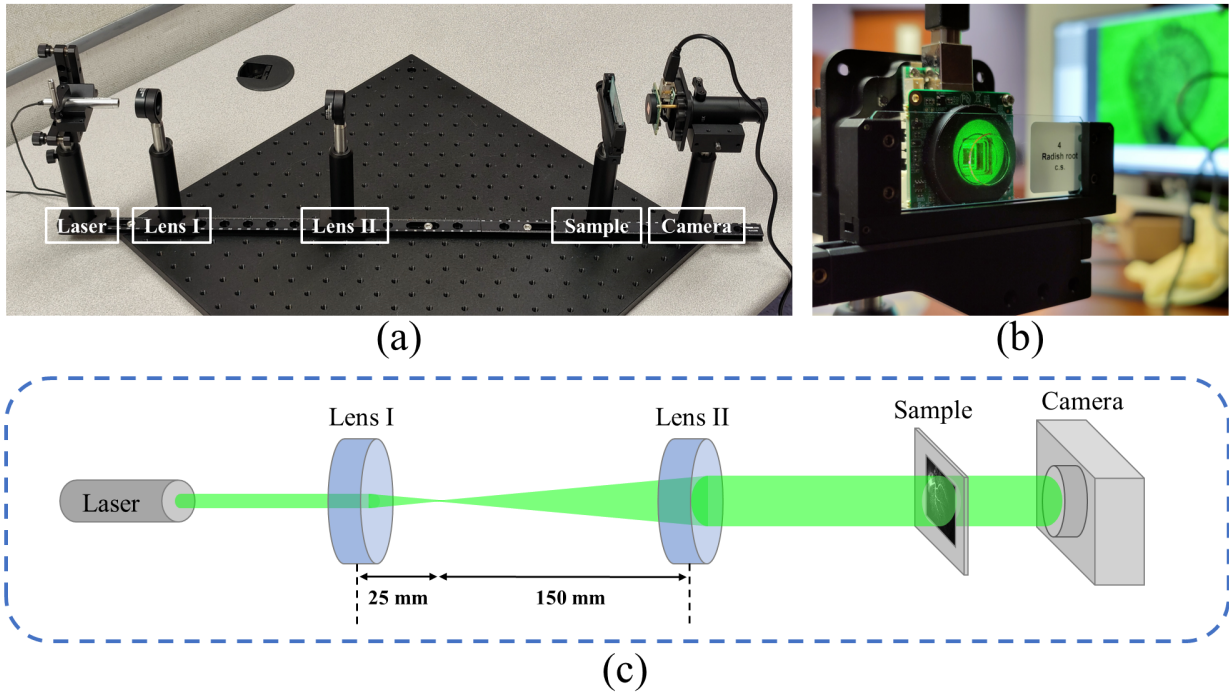 Laser
Lens I
Lens II
Sample
Camera
(a)
4
Radish root
c.s.
(b)
Lens I
Lens II
Sample
Camera
Laser
25 mm
150 mm
(c)